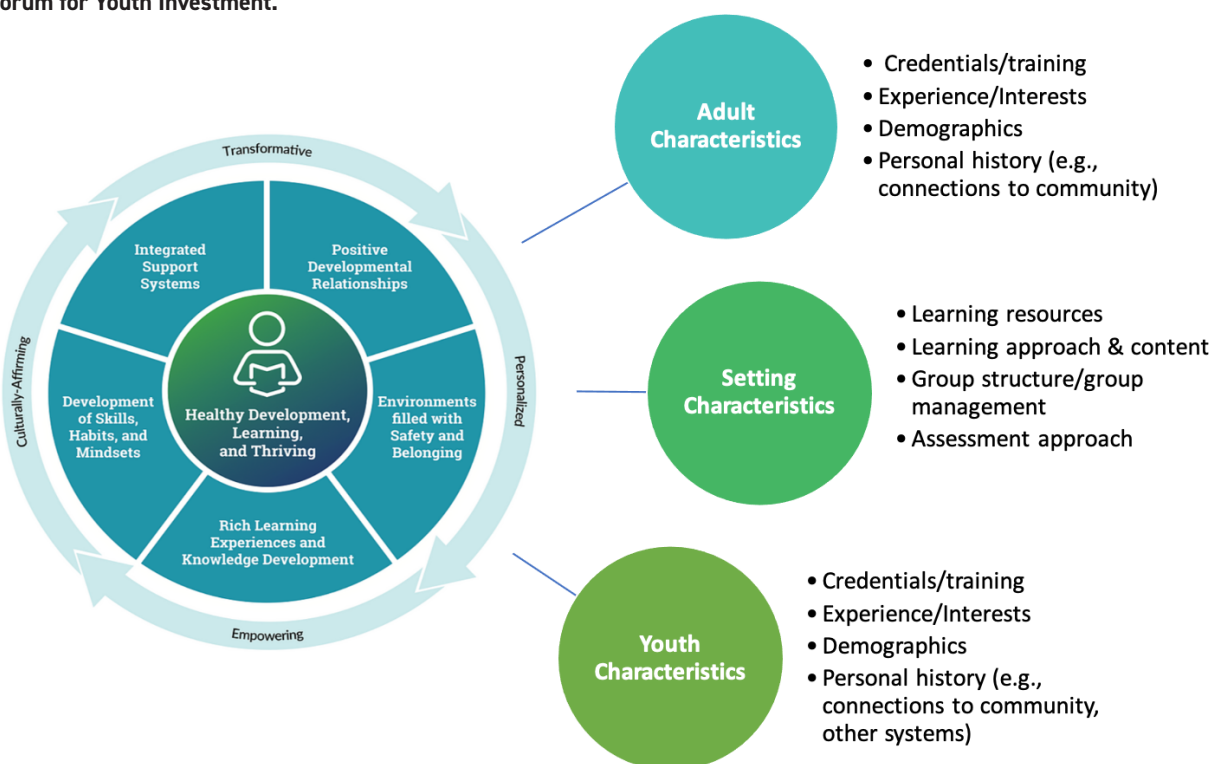 orum for Youth Investment.
Transformative
Personalized
Empowering
Culturally-Affirming
Integrated
Support
Systems
Positive
Developmental
Relationships
Development
of Skills,
Habits, and
Mindsets
Environments
filled with
Safety and
Belonging
Rich Learning
Experiences and
Knowledge Development
Healthy Development,
Learning,
and Thriving
Adult
Characteristics
• Credentials/training
• Experience/Interests
• Demographics
• Personal history (e.g.,
connections to community)
Setting
Characteristics
• Learning resources
• Learning approach & content
• Group structure/group
management
• Assessment approach
Youth
Characteristics
• Credentials/training
• Experience/Interests
• Demographics
• Personal history (e.g.,
connections to community,
other systems)